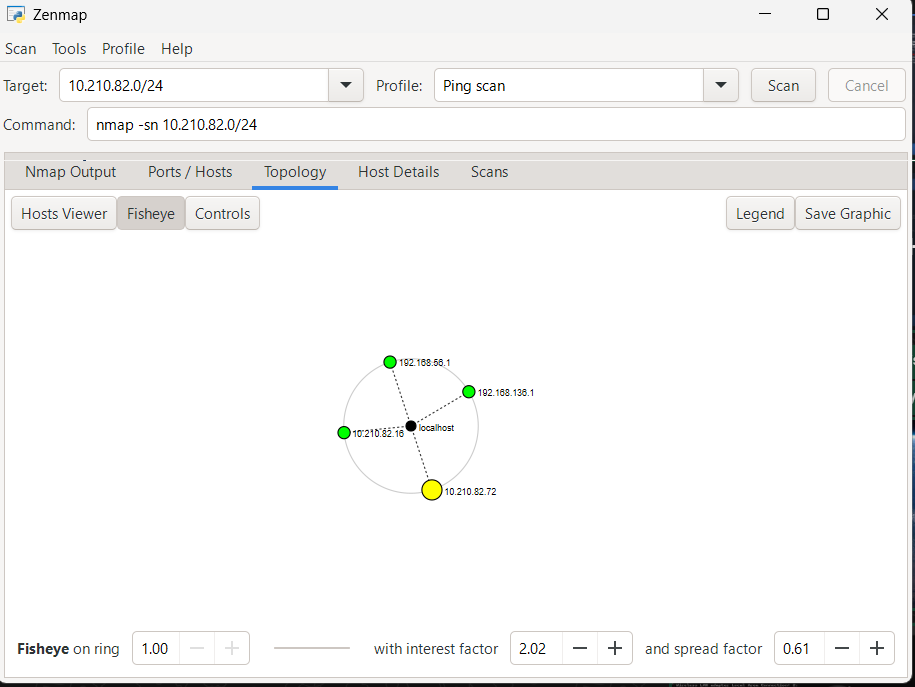 Zenmap
Scan Tools Profile Help
Target: 10.210.82.0/24 Profile: Ping scan Scan Cancel
Command: nmap -sn 10.210.82.0/24
Nmap Output Ports / Hosts Topology Host Details Scans
Hosts Viewer Fisheye Controls Legend Save Graphic
192.168.56.1
192.168.136.1
10.210.82.16 localhost
10.210.82.72
Fisheye on ring 1.00 with interest factor 2.02 and spread factor 0.61